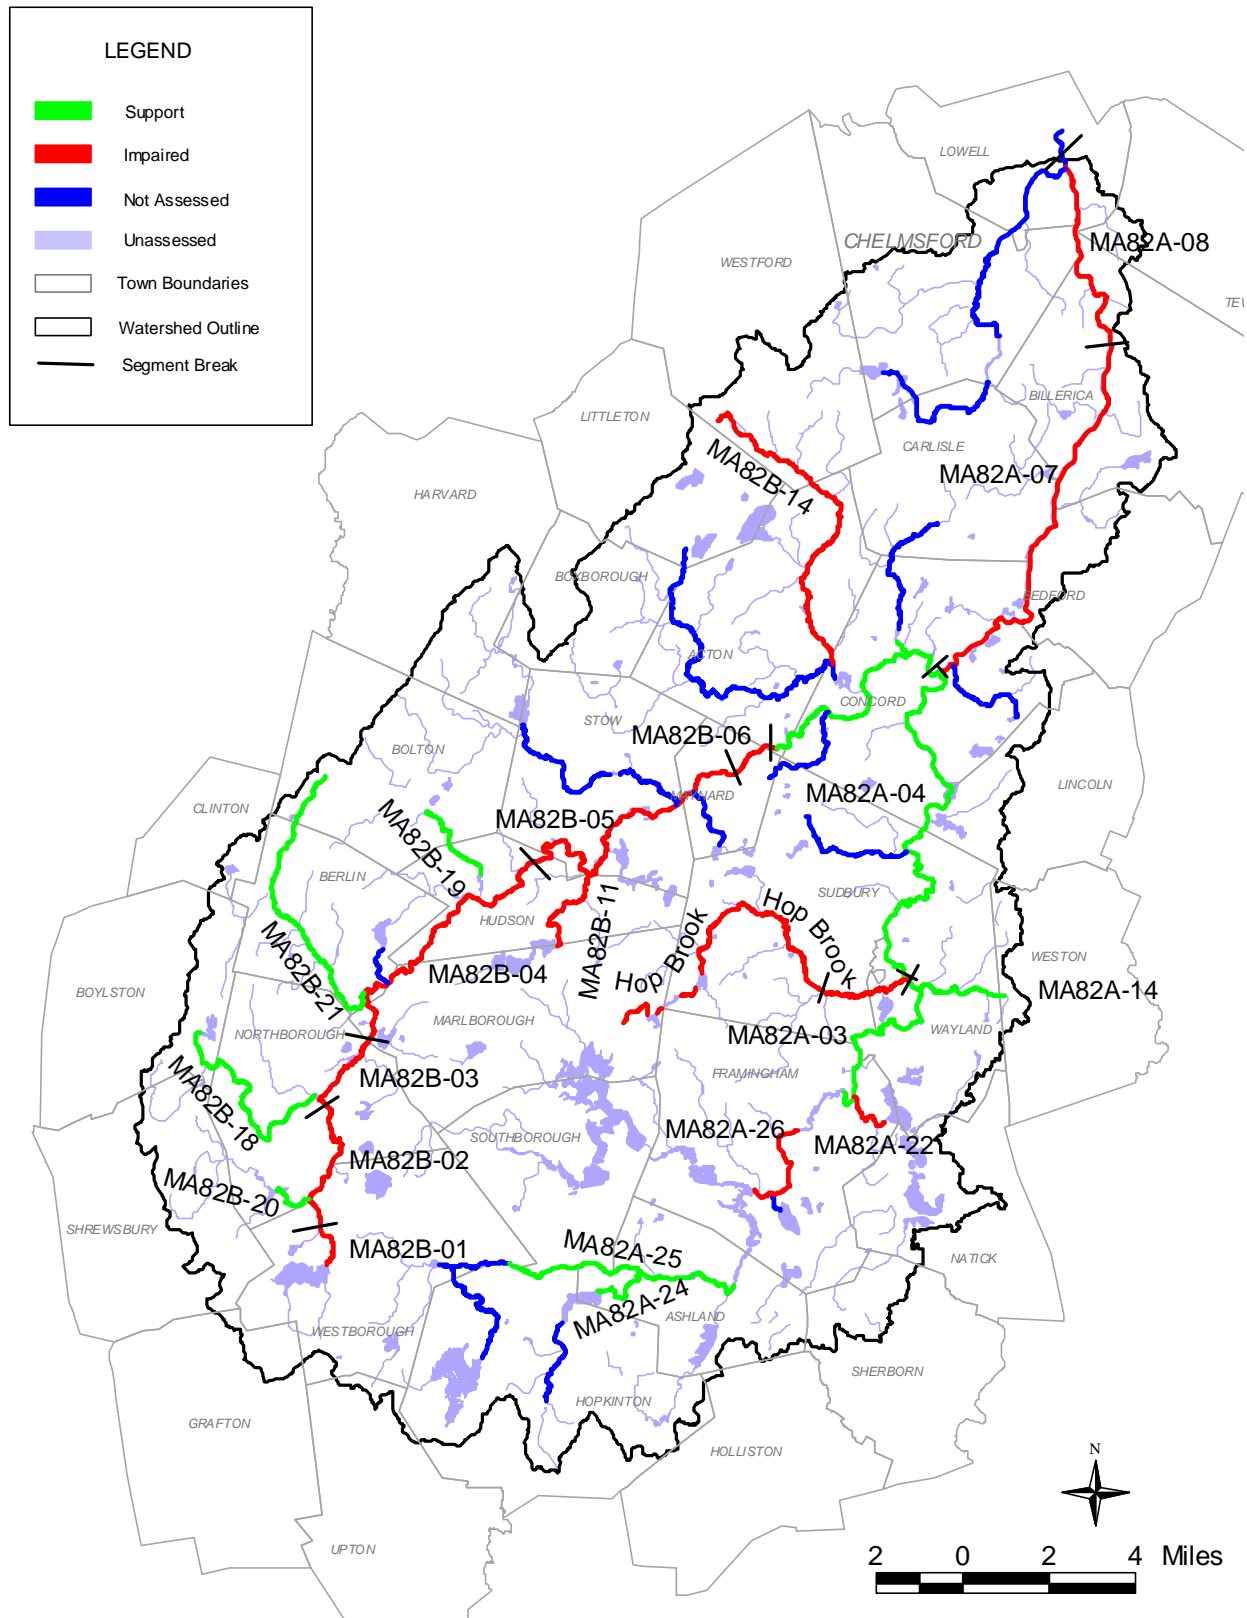 LEGEND
Support
Impaired
Not Assessed
Unassessed
Town Boundaries
Watershed Outline
Segment Break
LOWELL
CHELMSFORD
MA82A-08
WESTFORD
TEV
BILLERICA
LITTLETON
CARLISLE
MA82B-14
MA82A-07
HARVARD
BOXBOROUGH
BEDFORD
ACTON
CONCORD
STOW
MA82B-06
BOLTON
LINCOLN
MAYNARD
MA82A-04
CLINTON
MA82B-05
MA82B-19
BERLIN
SUDBURY
Hop Brook
HUDSON
MA82B-11
Hop Brook
MA82B-21
MA82B-04
WESTON
BOYLSTON
MA82A-14
MARLBOROUGH
NORTHBOROUGH
WAYLAND
MA82A-03
MA82B-03
FRAMINGHAM
MA82B-18
MA82A-26
SOUTHBOROUGH
MA82A-22
MA82B-02
MA82B-20
SHREWSBURY
MA82B-01
MA82A-25
NATICK
MA82A-24
ASHLAND
WESTBOROUGH
SHERBORN
HOPKINTON
GRAFTON
HOLLISTON
N
UPTON
2 0 2 4 Miles